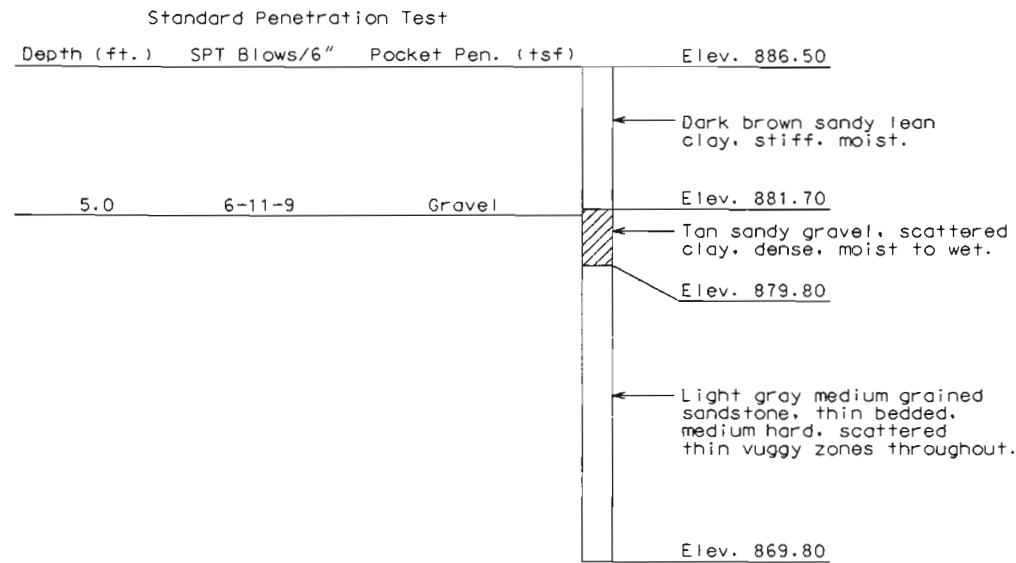 Standard Penetration Test
Depth (ft.) SPT Blows/6" Pocket Pen. (tsf) Elev. 886.50
Dark brown sandy lean
clay, stiff, moist.
5.0 6-11-9 Gravel Elev. 881.70
Tan sandy gravel, scattered
clay, dense, moist to wet.
Elev. 879.80
Light gray medium grained
sandstone, thin bedded,
medium hard, scattered
thin vuggy zones throughout.
Elev. 869.80